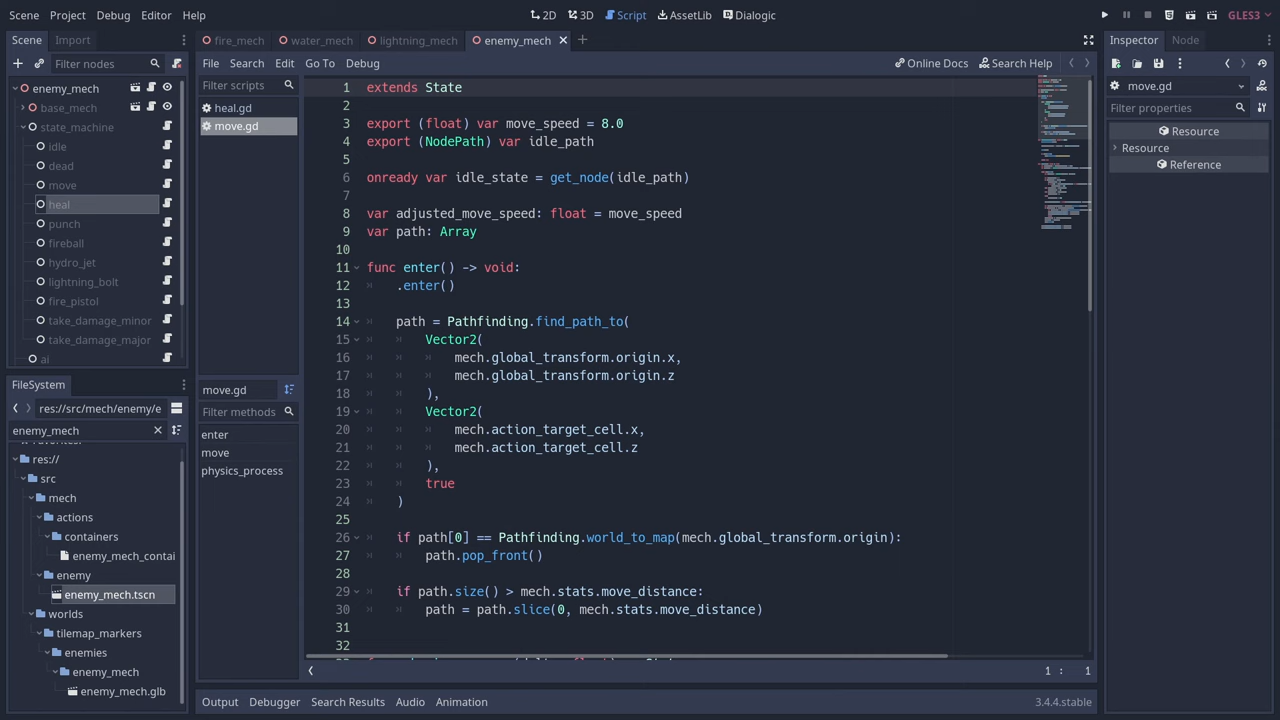 Scene Project Debug Editor Help
2D 3D Script AssetLib Dialogic
GLES3
Scene Import
Filter nodes
enemy_mech
base_mech
state_machine
idle
dead
move
heal
punch
fireball
hydro_jet
lightning_bolt
fire_pistol
take_damage_minor
take_damage_major
ai
FileSystem
res://src/mech/enemy/e
enemy_mech
res://
src
mech
actions
containers
enemy_mech_contai
enemy
enemy_mech.tscn
worlds
tilemap_markers
enemies
enemy_mech
enemy_mech.glb
fire_mech water_mech lightning_mech enemy_mech
File Search Edit Go To Debug
Online Docs Search Help
Filter scripts
heal.gd
move.gd
move.gd
Filter methods
enter
move
physics_process
1 extends State
2
3 export (float) var move_speed = 8.0
4 export (NodePath) var idle_path
5
6 onready var idle_state = get_node(idle_path)
7
8 var adjusted_move_speed: float = move_speed
9 var path: Array
10
11 func enter() -> void:
12 .enter()
13
14 path = Pathfinding.find_path_to(
15 Vector2(
16 mech.global_transform.origin.x,
17 mech.global_transform.origin.z
18 ),
19 Vector2(
20 mech.action_target_cell.x,
21 mech.action_target_cell.z
22 ),
23 true
24 )
25
26 if path[0] == Pathfinding.world_to_map(mech.global_transform.origin):
27 path.pop_front()
28
29 if path.size() > mech.stats.move_distance:
30 path = path.slice(0, mech.stats.move_distance)
31
32
1 : 1
Output Debugger Search Results Audio Animation
3.4.4.stable
Inspector Node
move.gd
Filter properties
Resource
Resource
Reference